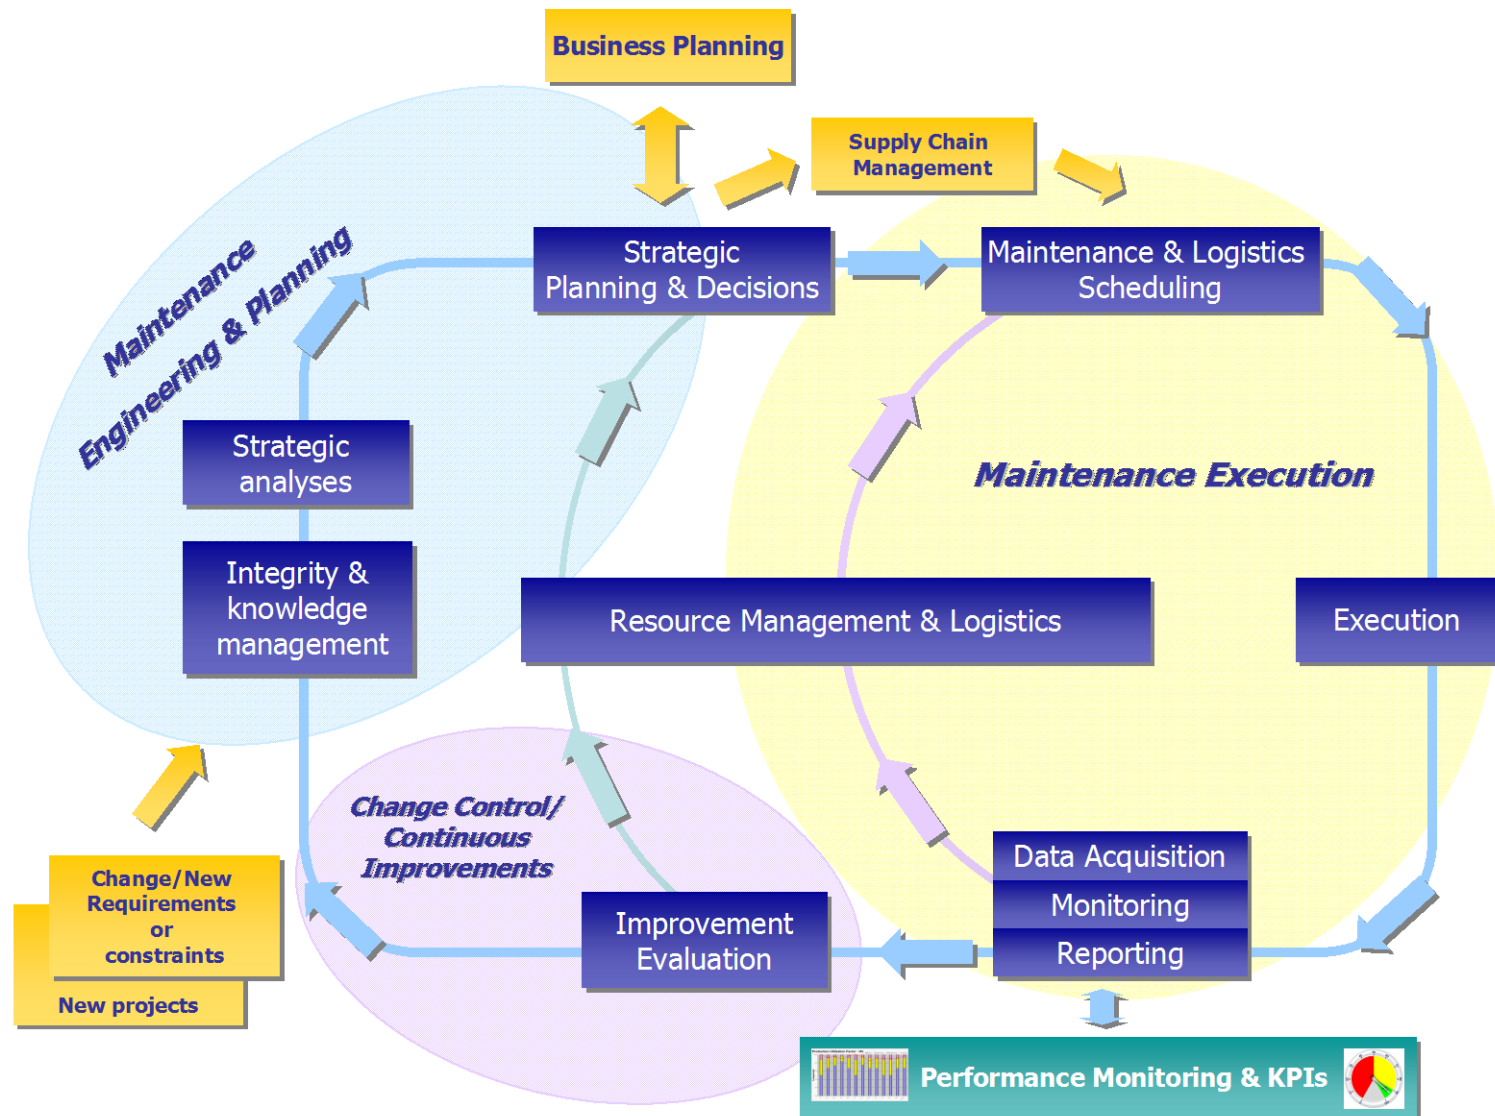 Business Planning
Supply Chain
Management
Maintenance
Engineering & Planning
Strategic
Planning & Decisions
Maintenance & Logistics
Scheduling
Strategic
analyses
Maintenance Execution
Integrity &
knowledge
management
Resource Management & Logistics
Execution
Change Control/
Continuous
Improvements
Data Acquisition
Monitoring
Reporting
Improvement
Evaluation
Change/New
Requirements
or
constraints
New projects
Performance Monitoring & KPIs